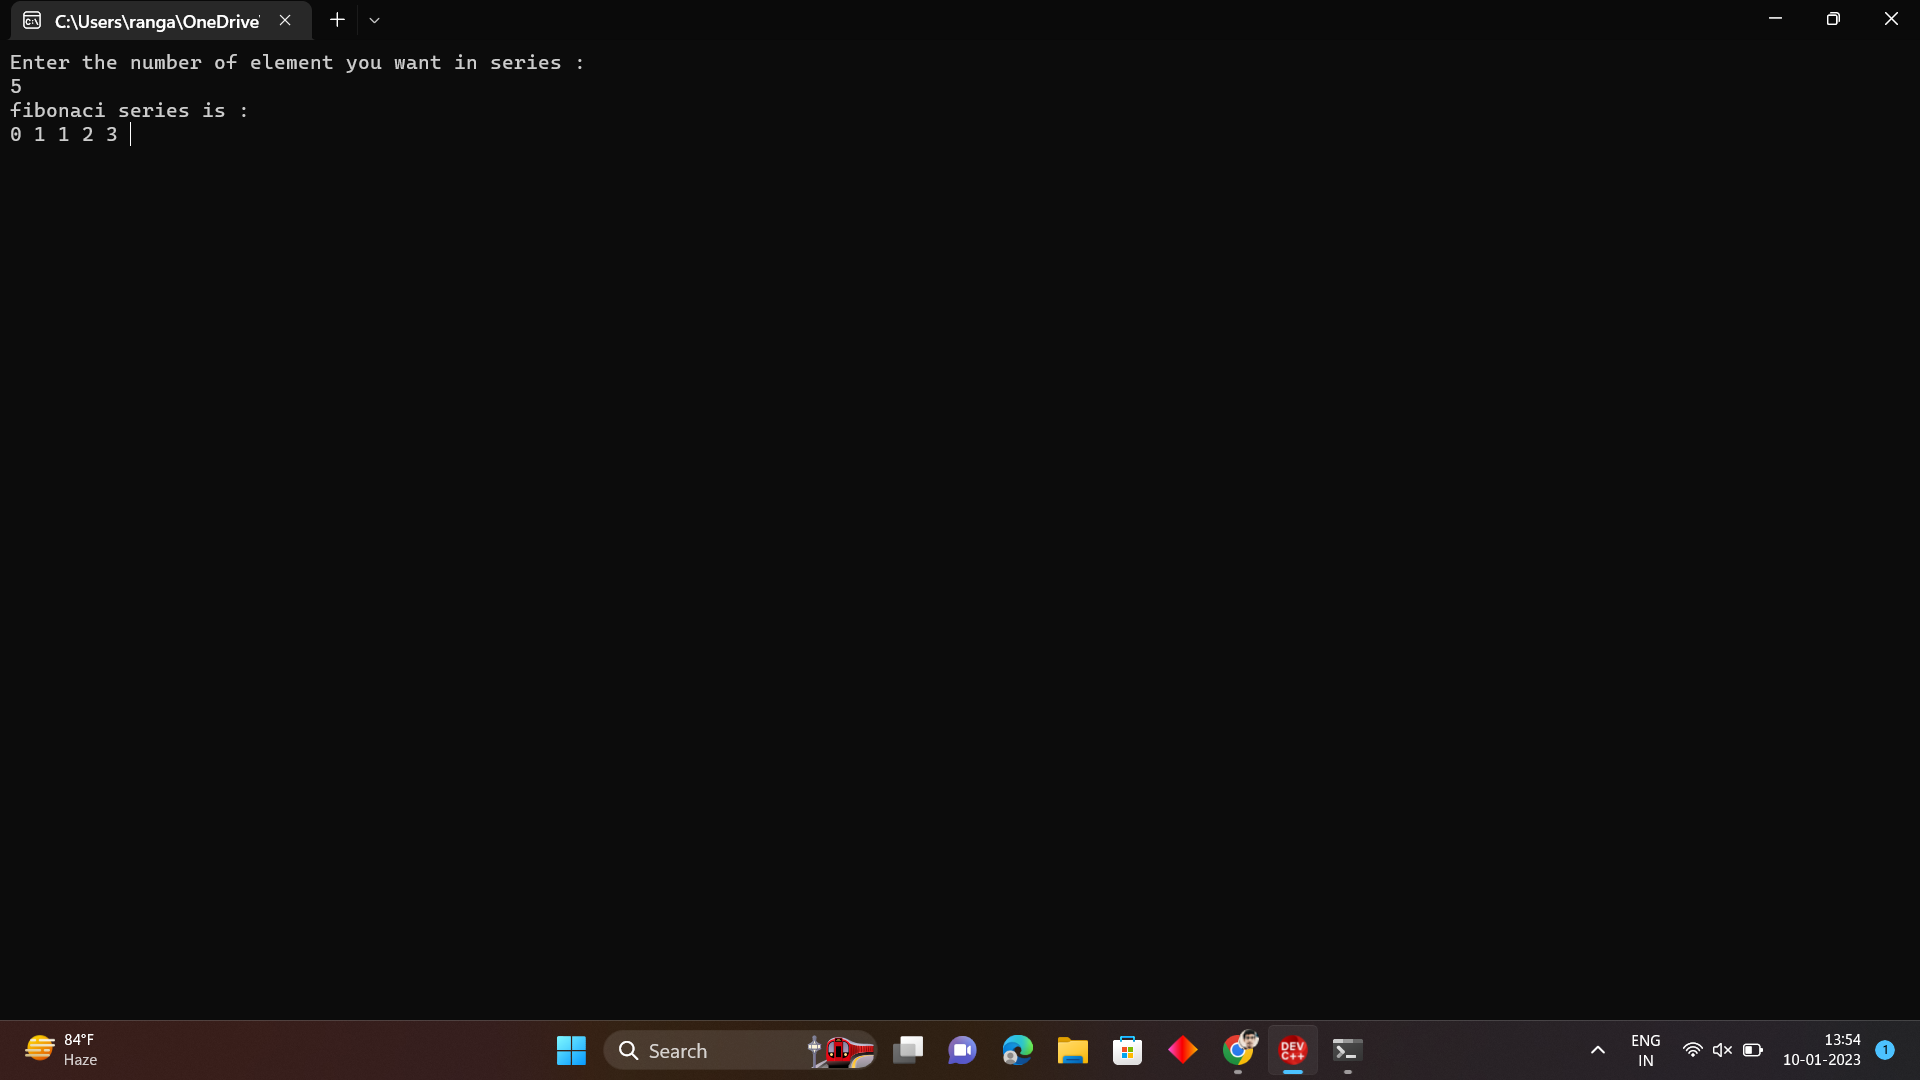 C:\Users\ranga\OneDrive
Enter the number of element you want in series :
5
fibonaci series is :
0 1 1 2 3
84°F
Haze
Search
DEV
C++
ENG
IN
13:54
10-01-2023
1